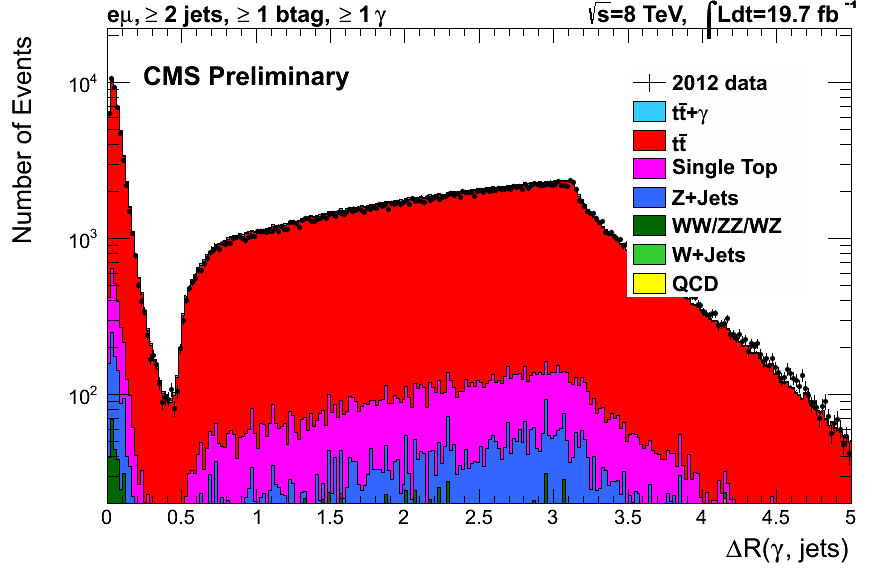 eμ, ≥ 2 jets, ≥ 1 btag, ≥ 1 γ
√s=8 TeV, ∫Ldt=19.7 fb⁻¹
CMS Preliminary
Number of Events
10⁴
10³
10²
2012 data
tt̄+γ
tt̄
Single Top
Z+Jets
WW/ZZ/WZ
W+Jets
QCD
0 0.5 1 1.5 2 2.5 3 3.5 4 4.5 5
ΔR(γ, jets)